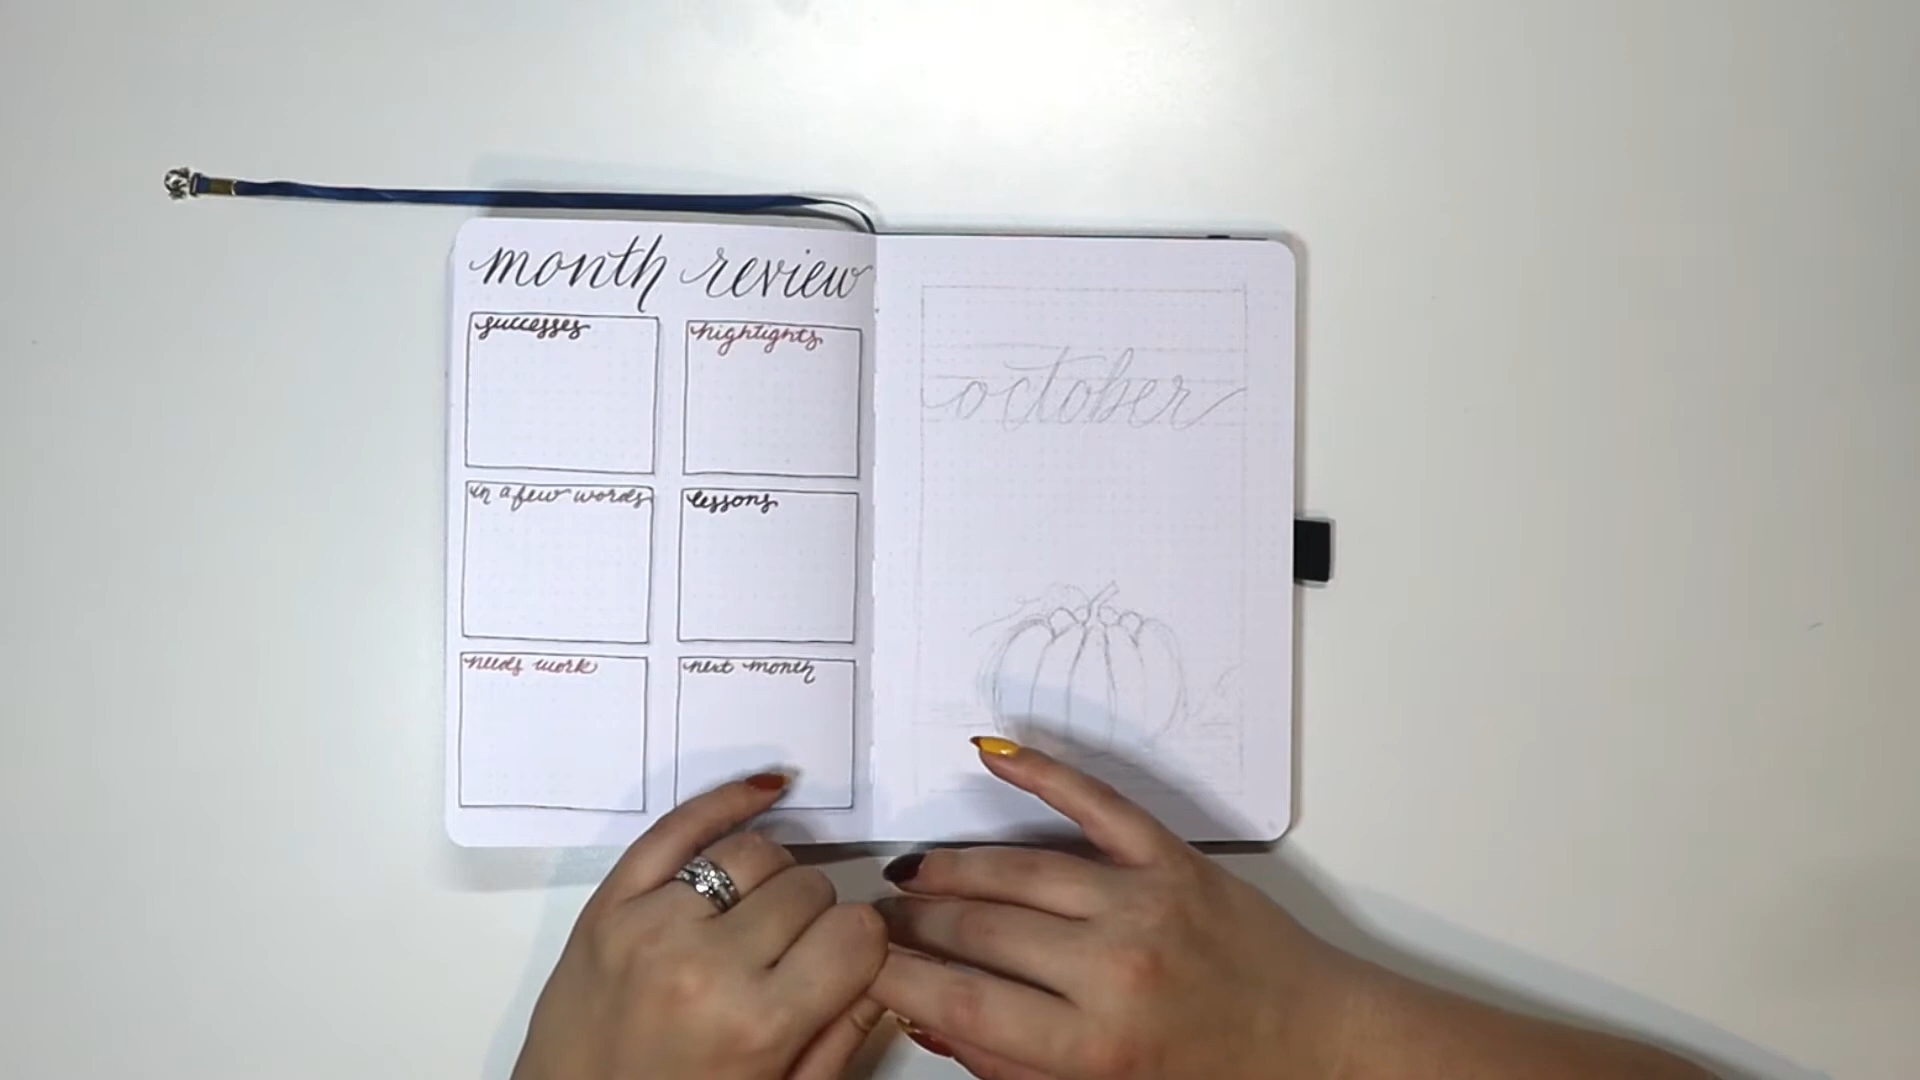 month review
successes
highlights
in a few words
lessons
needs work
next month
october